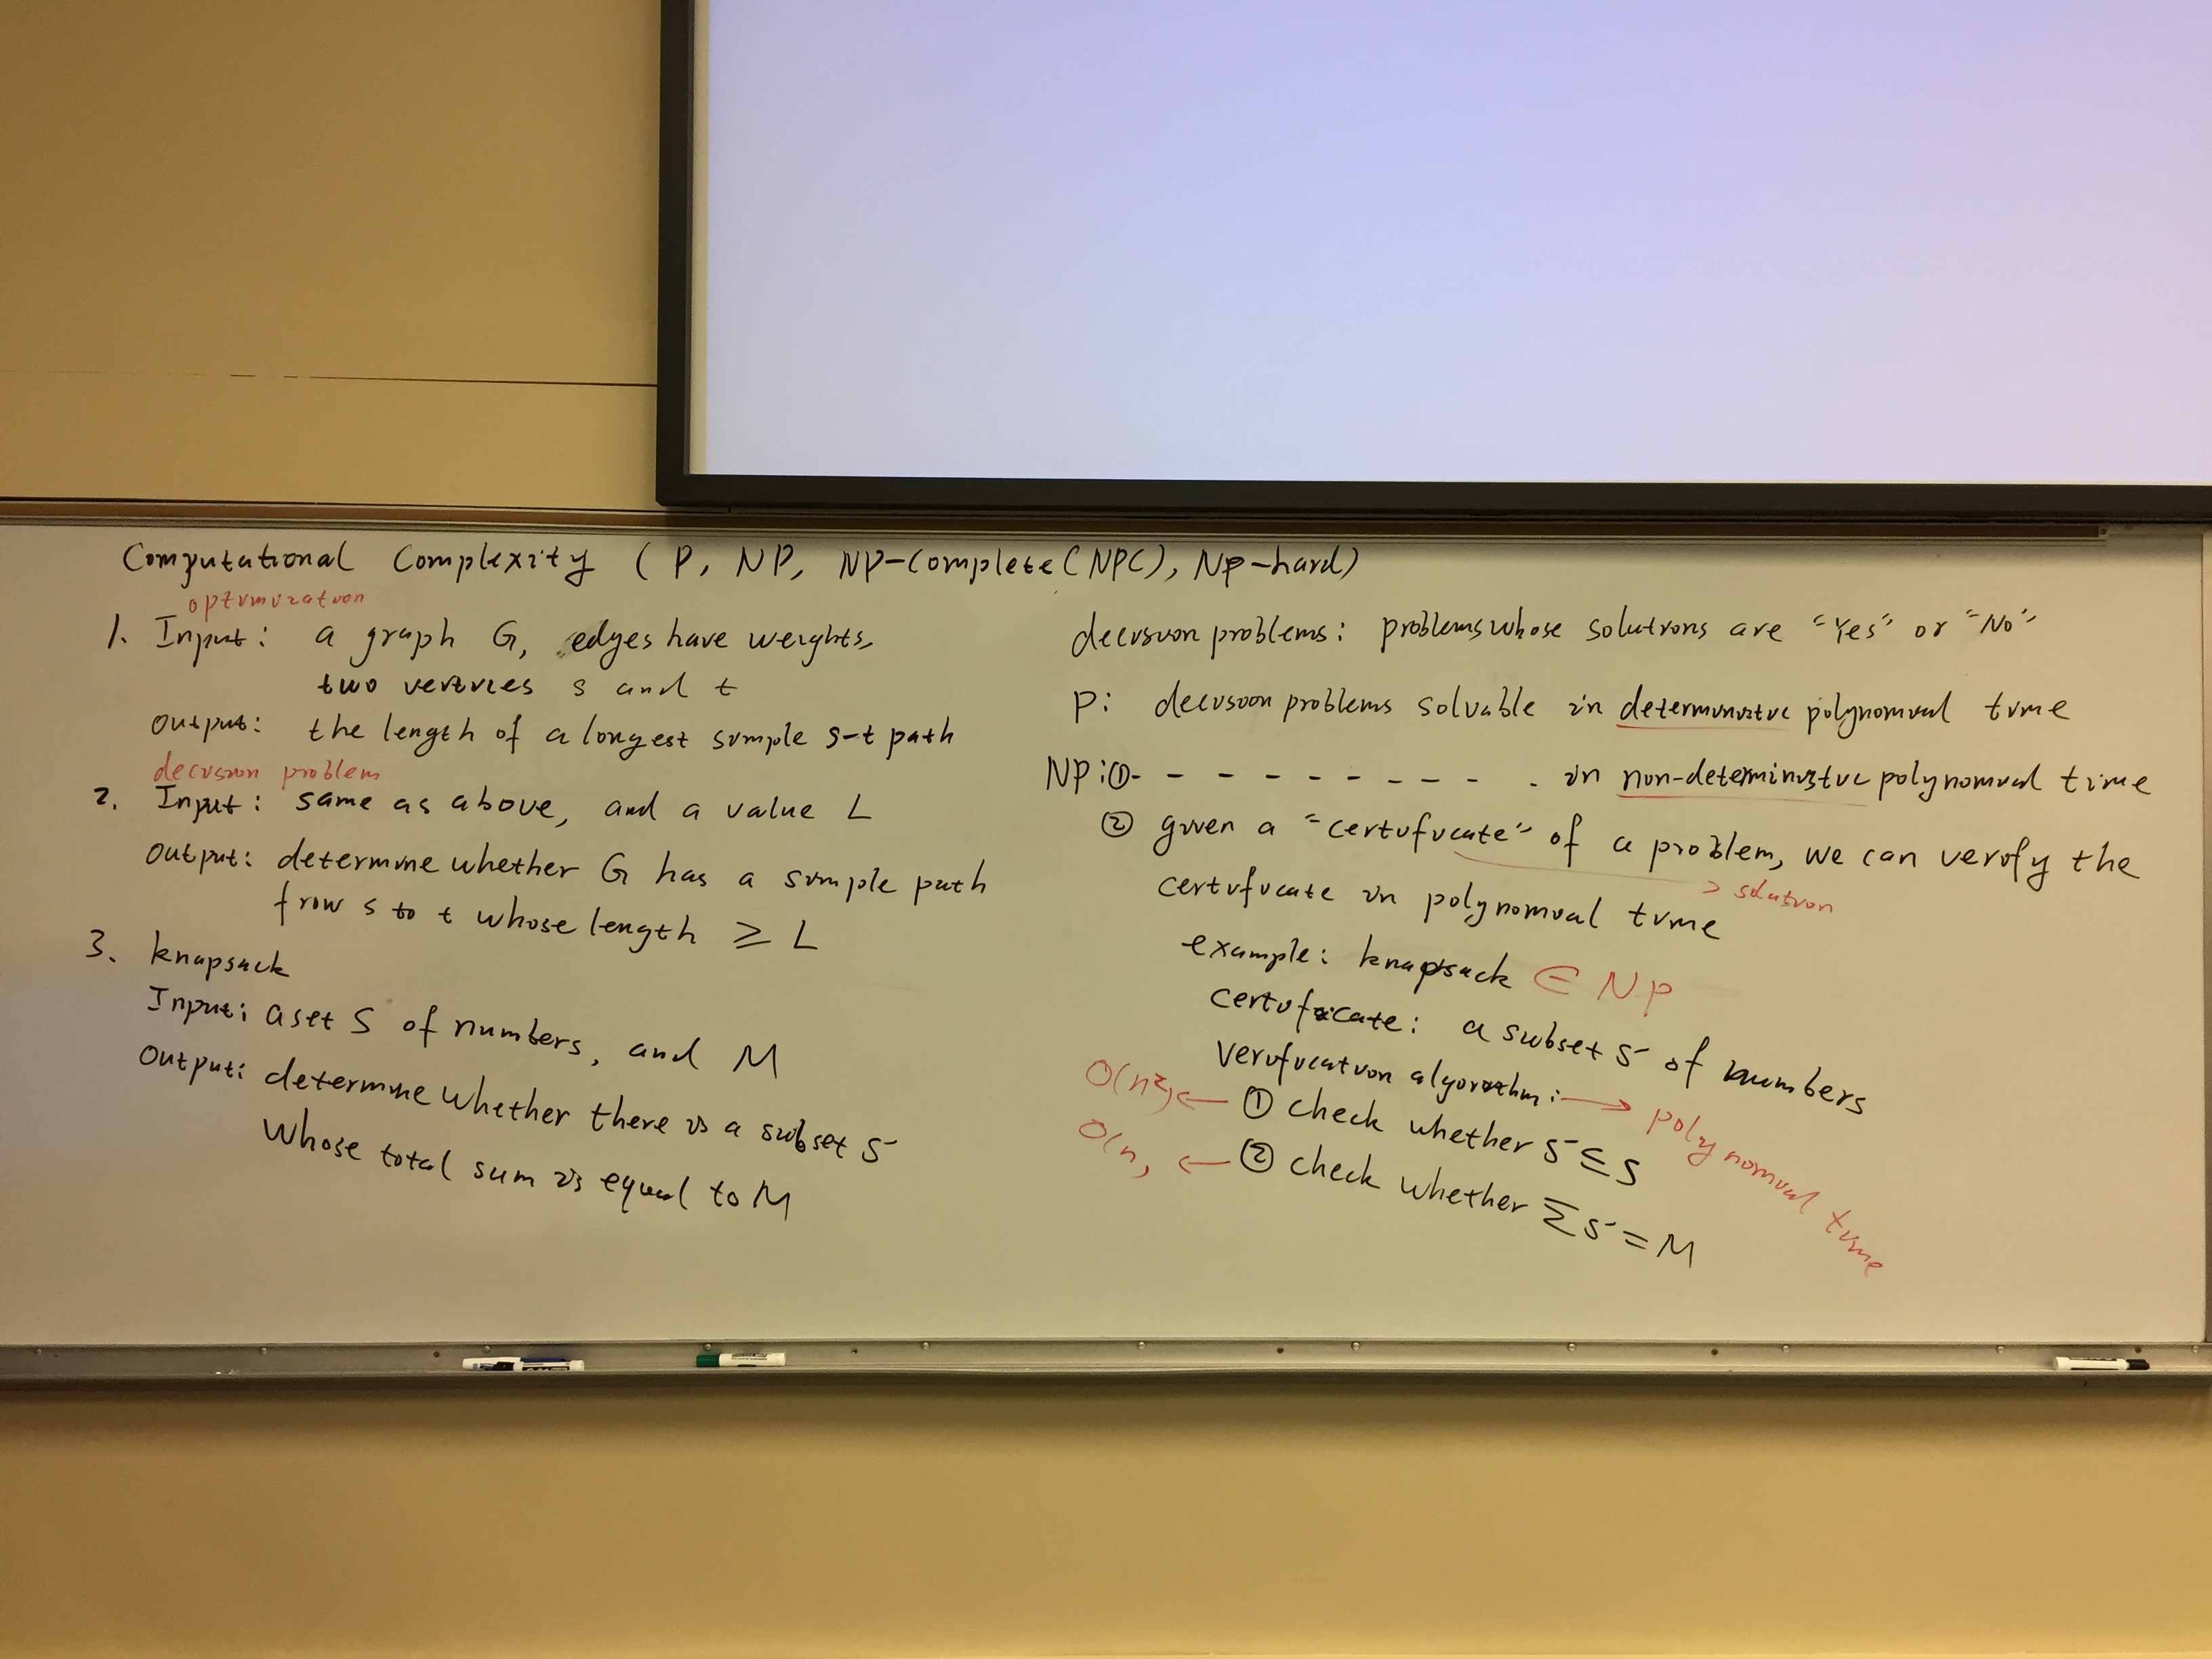 Computational Complexity (P, NP, NP-Complete(NPC), Np-hard)
optimization
1. Input: a graph G, edges have weights,
two vertices s and t
output: the length of a longest simple s-t path
decision problem
2. Input: same as above, and a value L
output: determine whether G has a simple path
from s to t whose length ≥ L
3. knapsack
Input: a set S of numbers, and M
Output: determine whether there is a subset S'
Whose total sum is equal to M
decision problems: problems whose solutions are "Yes" or "No"
P: decision problems solvable in deterministic polynomial time
NP: ① - - - - - - - - - in non-deterministic polynomial time
② given a "certificate" of a problem, we can verify the
→ solution
certificate in polynomial time
example: knapsack ∈ NP
certificate: a subset S' of numbers
Verification algorithm: → polynomial time
O(n²) ← ① check whether S' ⊆ S
O(n) ← ② check whether Σ S' = M